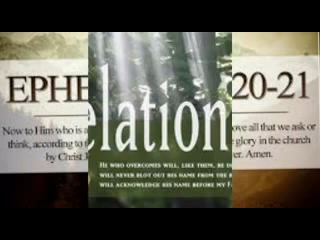 EPHE
20-21
elation
Now to Him who is a
ove all that we ask or
think, according to
e glory in the church
by Christ J
er. Amen.
HE WHO OVERCOMES WILL, LIKE THEM, BE D
WILL NEVER BLOT OUT HIS NAME FROM THE B
WILL ACKNOWLEDGE HIS NAME BEFORE MY F